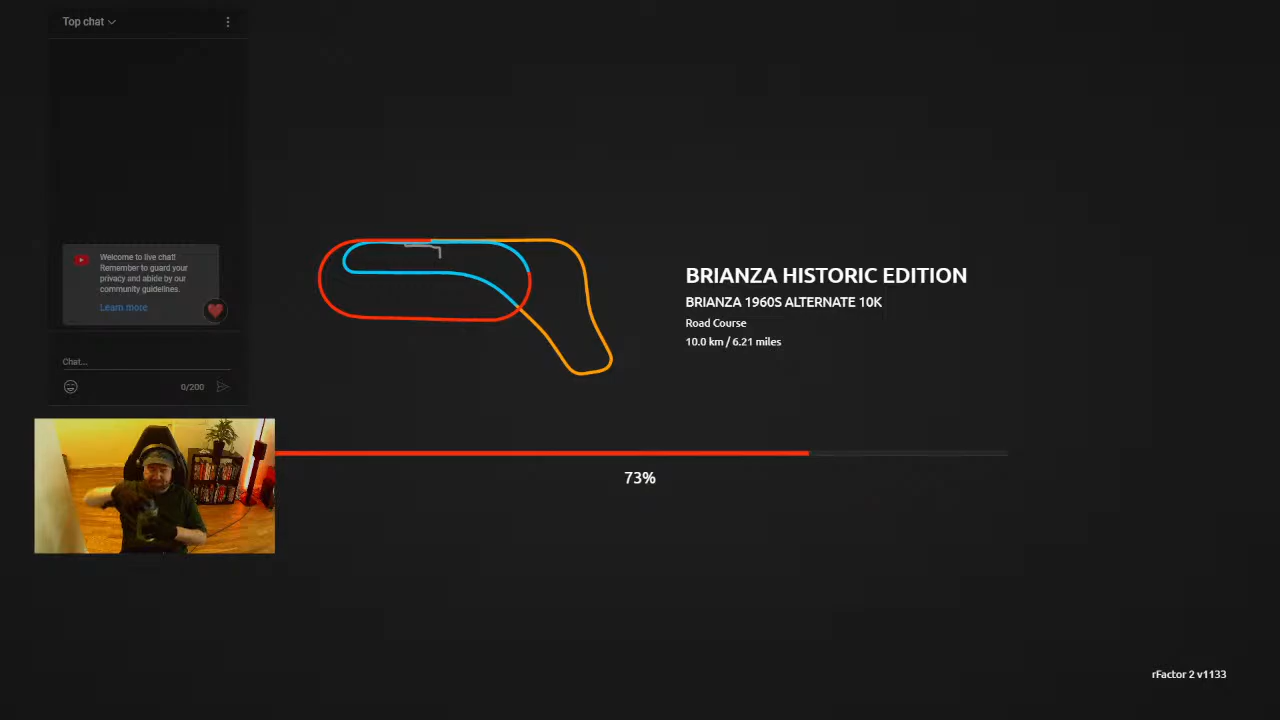 Top chat
Welcome to live chat!
Remember to guard your
privacy and abide by our
community guidelines.
Learn more
Chat...
0/200
BRIANZA HISTORIC EDITION
BRIANZA 1960S ALTERNATE 10K
Road Course
10.0 km / 6.21 miles
73%
rFactor 2 v1133